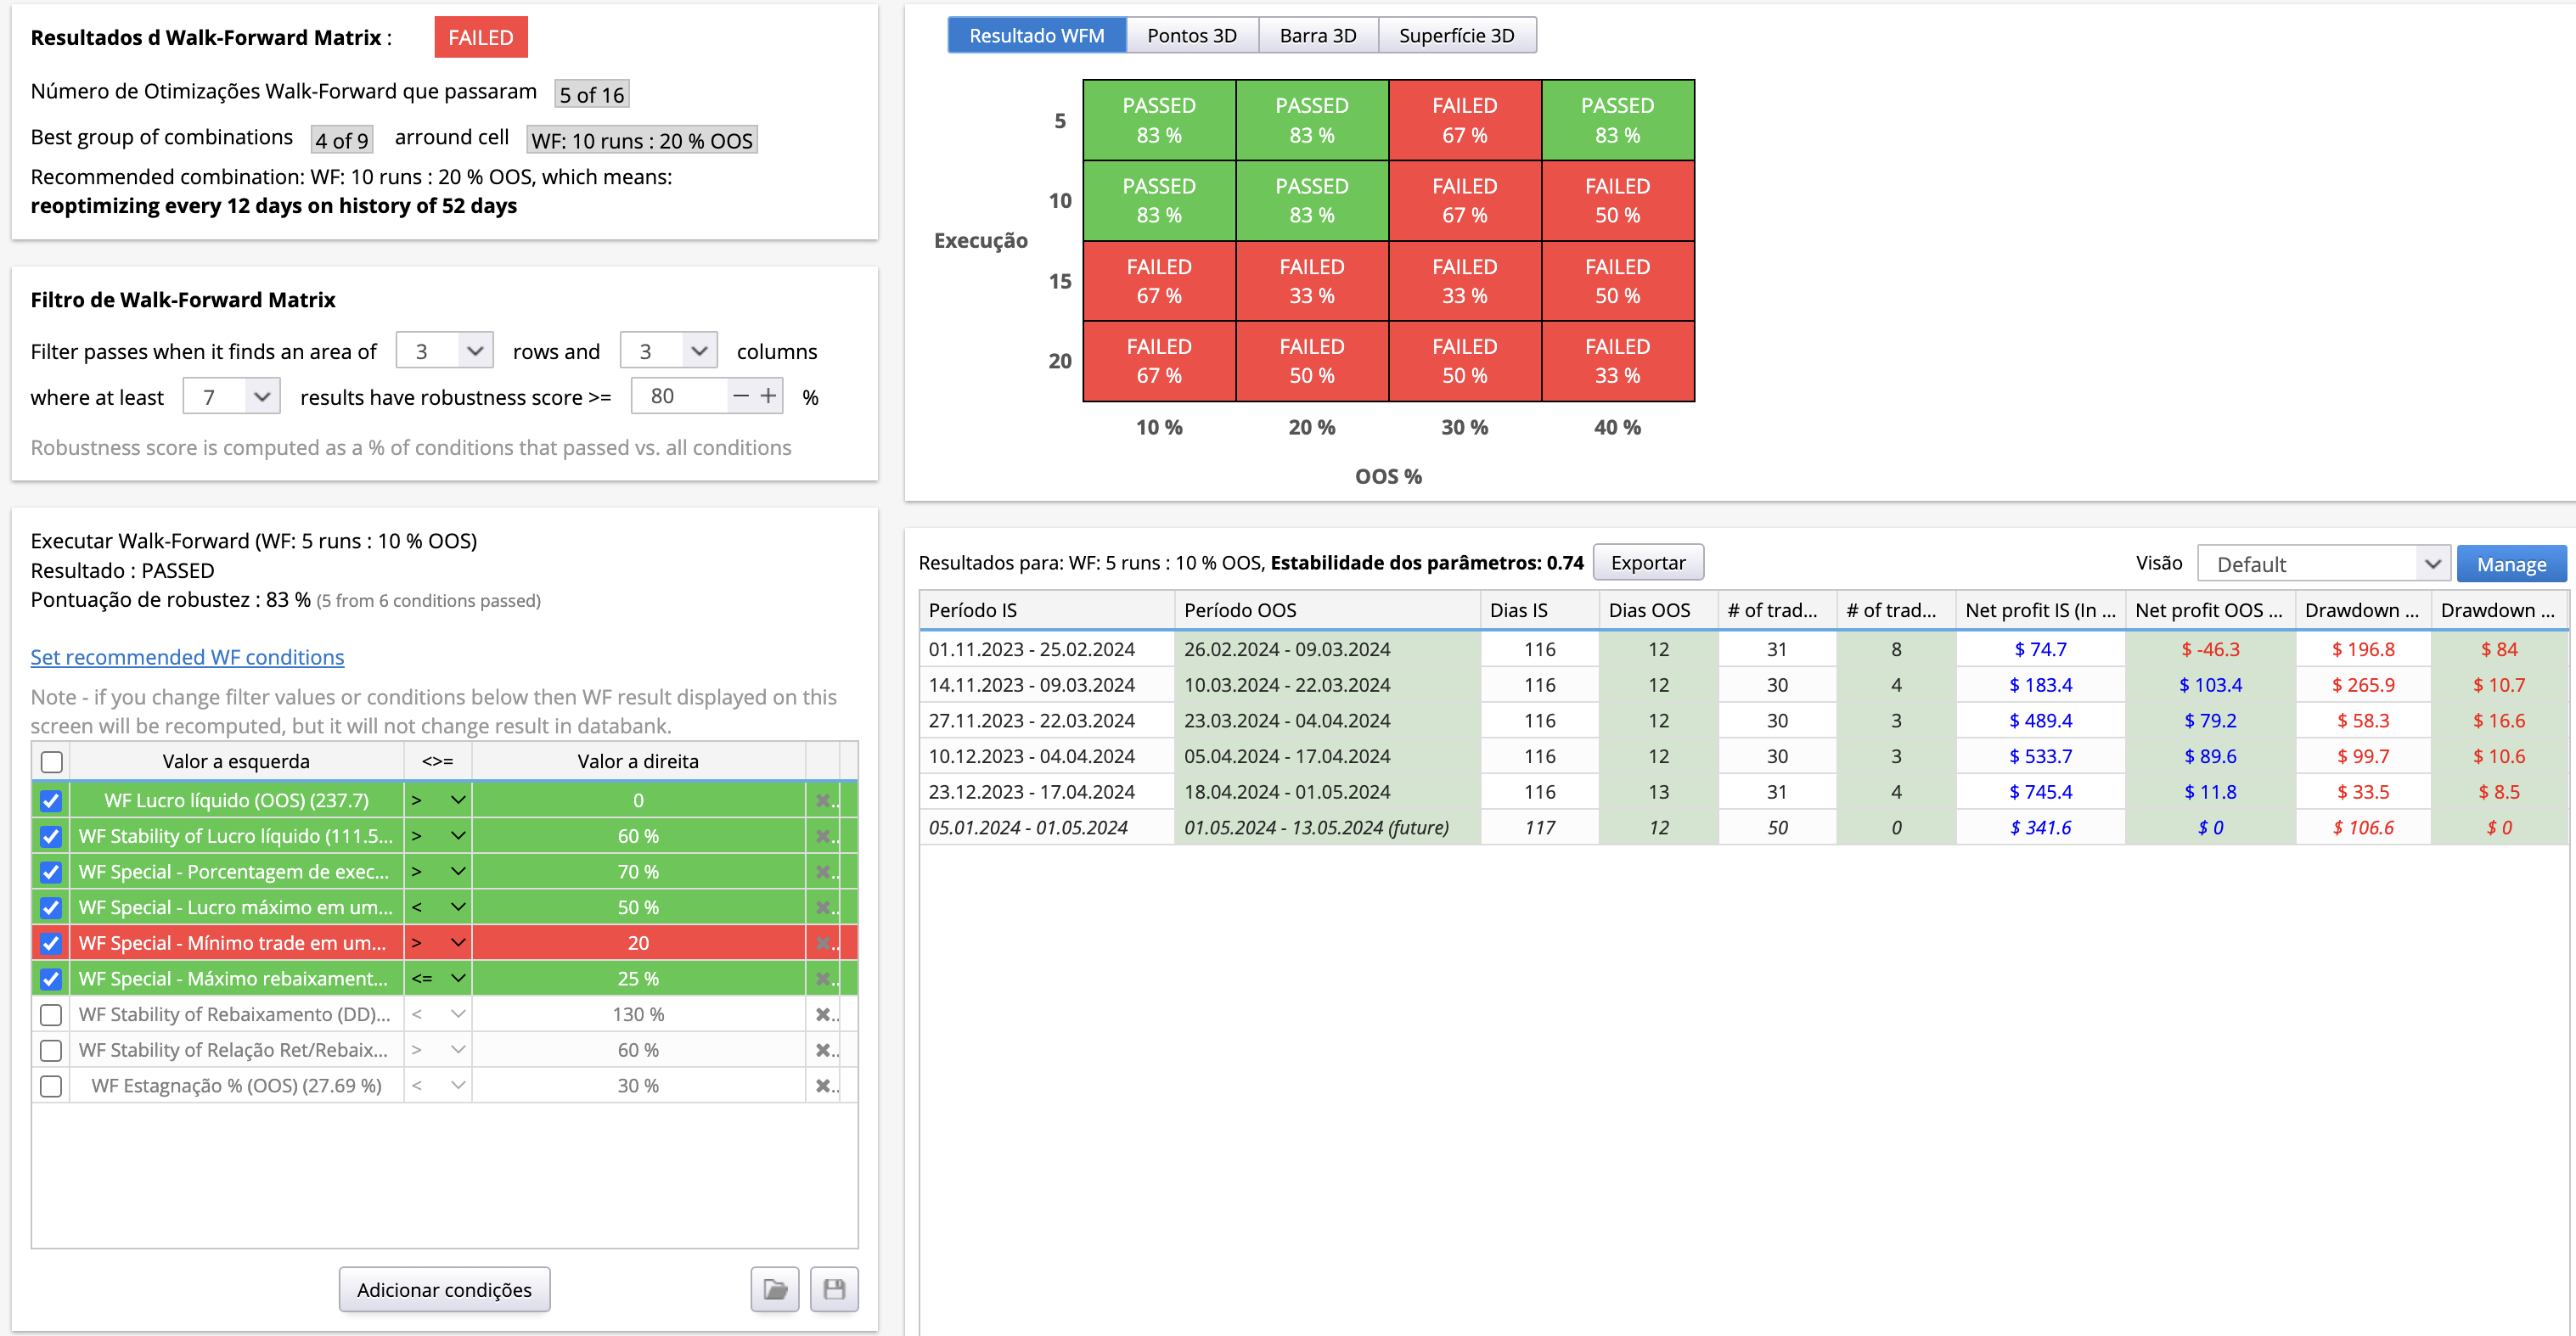 Resultados d Walk-Forward Matrix : FAILED
Número de Otimizações Walk-Forward que passaram 5 of 16
Best group of combinations 4 of 9 arround cell WF: 10 runs : 20 % OOS
Recommended combination: WF: 10 runs : 20 % OOS, which means:
reoptimizing every 12 days on history of 52 days
Filtro de Walk-Forward Matrix
Filter passes when it finds an area of 3 rows and 3 columns
where at least 7 results have robustness score >= 80 %
Robustness score is computed as a % of conditions that passed vs. all conditions
Executar Walk-Forward (WF: 5 runs : 10 % OOS)
Resultado : PASSED
Pontuação de robustez : 83 % (5 from 6 conditions passed)
Set recommended WF conditions
Note - if you change filter values or conditions below then WF result displayed on this
screen will be recomputed, but it will not change result in databank.
Valor a esquerda <>= Valor a direita
WF Lucro líquido (OOS) (237.7) > 0
WF Stability of Lucro líquido (111.5... > 60 %
WF Special - Porcentagem de exec... > 70 %
WF Special - Lucro máximo em um... < 50 %
WF Special - Mínimo trade em um... > 20
WF Special - Máximo rebaixament... <= 25 %
WF Stability of Rebaixamento (DD)... < 130 %
WF Stability of Relação Ret/Rebaix... > 60 %
WF Estagnação % (OOS) (27.69 %) < 30 %
Adicionar condições
Resultado WFM Pontos 3D Barra 3D Superfície 3D
PASSED PASSED FAILED PASSED
5 83 % 83 % 67 % 83 %
PASSED PASSED FAILED FAILED
10 83 % 83 % 67 % 50 %
Execução
FAILED FAILED FAILED FAILED
15 67 % 33 % 33 % 50 %
FAILED FAILED FAILED FAILED
20 67 % 50 % 50 % 33 %
10 % 20 % 30 % 40 %
OOS %
Resultados para: WF: 5 runs : 10 % OOS, Estabilidade dos parâmetros: 0.74 Exportar Visão Default Manage
Período IS Período OOS Dias IS Dias OOS # of trad... # of trad... Net profit IS (In ... Net profit OOS ... Drawdown ... Drawdown ...
01.11.2023 - 25.02.2024 26.02.2024 - 09.03.2024 116 12 31 8 $ 74.7 $ -46.3 $ 196.8 $ 84
14.11.2023 - 09.03.2024 10.03.2024 - 22.03.2024 116 12 30 4 $ 183.4 $ 103.4 $ 265.9 $ 10.7
27.11.2023 - 22.03.2024 23.03.2024 - 04.04.2024 116 12 30 3 $ 489.4 $ 79.2 $ 58.3 $ 16.6
10.12.2023 - 04.04.2024 05.04.2024 - 17.04.2024 116 12 30 3 $ 533.7 $ 89.6 $ 99.7 $ 10.6
23.12.2023 - 17.04.2024 18.04.2024 - 01.05.2024 116 13 31 4 $ 745.4 $ 11.8 $ 33.5 $ 8.5
05.01.2024 - 01.05.2024 01.05.2024 - 13.05.2024 (future) 117 12 50 0 $ 341.6 $ 0 $ 106.6 $ 0